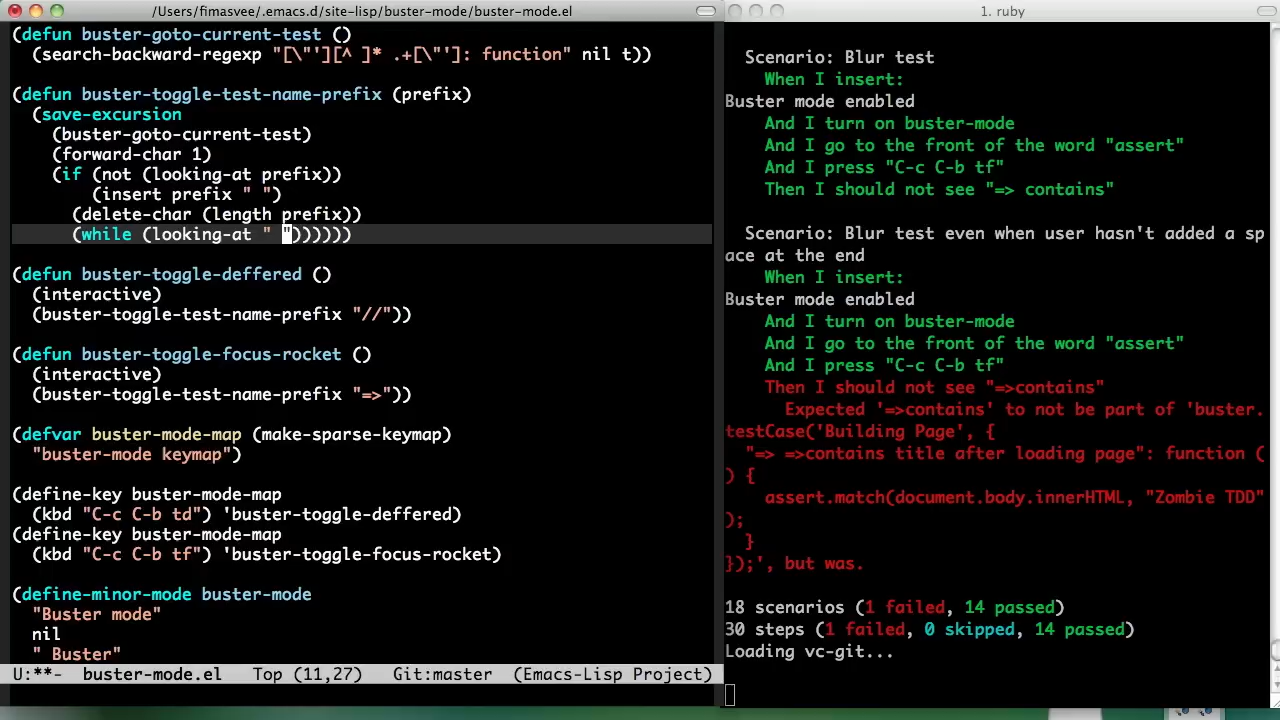 /Users/fimasvee/.emacs.d/site-lisp/buster-mode/buster-mode.el
(defun buster-goto-current-test ()
  (search-backward-regexp "[\"'][^ ]* .+[\"']: function" nil t))
(defun buster-toggle-test-name-prefix (prefix)
  (save-excursion
    (buster-goto-current-test)
    (forward-char 1)
    (if (not (looking-at prefix))
        (insert prefix " ")
      (delete-char (length prefix))
      (while (looking-at " "))))))
(defun buster-toggle-deffered ()
  (interactive)
  (buster-toggle-test-name-prefix "//"))
(defun buster-toggle-focus-rocket ()
  (interactive)
  (buster-toggle-test-name-prefix "=>"))
(defvar buster-mode-map (make-sparse-keymap)
  "buster-mode keymap")
(define-key buster-mode-map
  (kbd "C-c C-b td") 'buster-toggle-deffered)
(define-key buster-mode-map
  (kbd "C-c C-b tf") 'buster-toggle-focus-rocket)
(define-minor-mode buster-mode
  "Buster mode"
  nil
  " Buster"
U:**-  buster-mode.el   Top (11,27)   Git:master  (Emacs-Lisp Project)
1. ruby
  Scenario: Blur test
    When I insert:
Buster mode enabled
    And I turn on buster-mode
    And I go to the front of the word "assert"
    And I press "C-c C-b tf"
    Then I should not see "=> contains"
  Scenario: Blur test even when user hasn't added a sp
ace at the end
    When I insert:
Buster mode enabled
    And I turn on buster-mode
    And I go to the front of the word "assert"
    And I press "C-c C-b tf"
    Then I should not see "=>contains"
      Expected '=>contains' to not be part of 'buster.
testCase('Building Page', {
  "=> =>contains title after loading page": function (
) {
    assert.match(document.body.innerHTML, "Zombie TDD"
);
  }
});', but was.
18 scenarios (1 failed, 14 passed)
30 steps (1 failed, 0 skipped, 14 passed)
Loading vc-git...